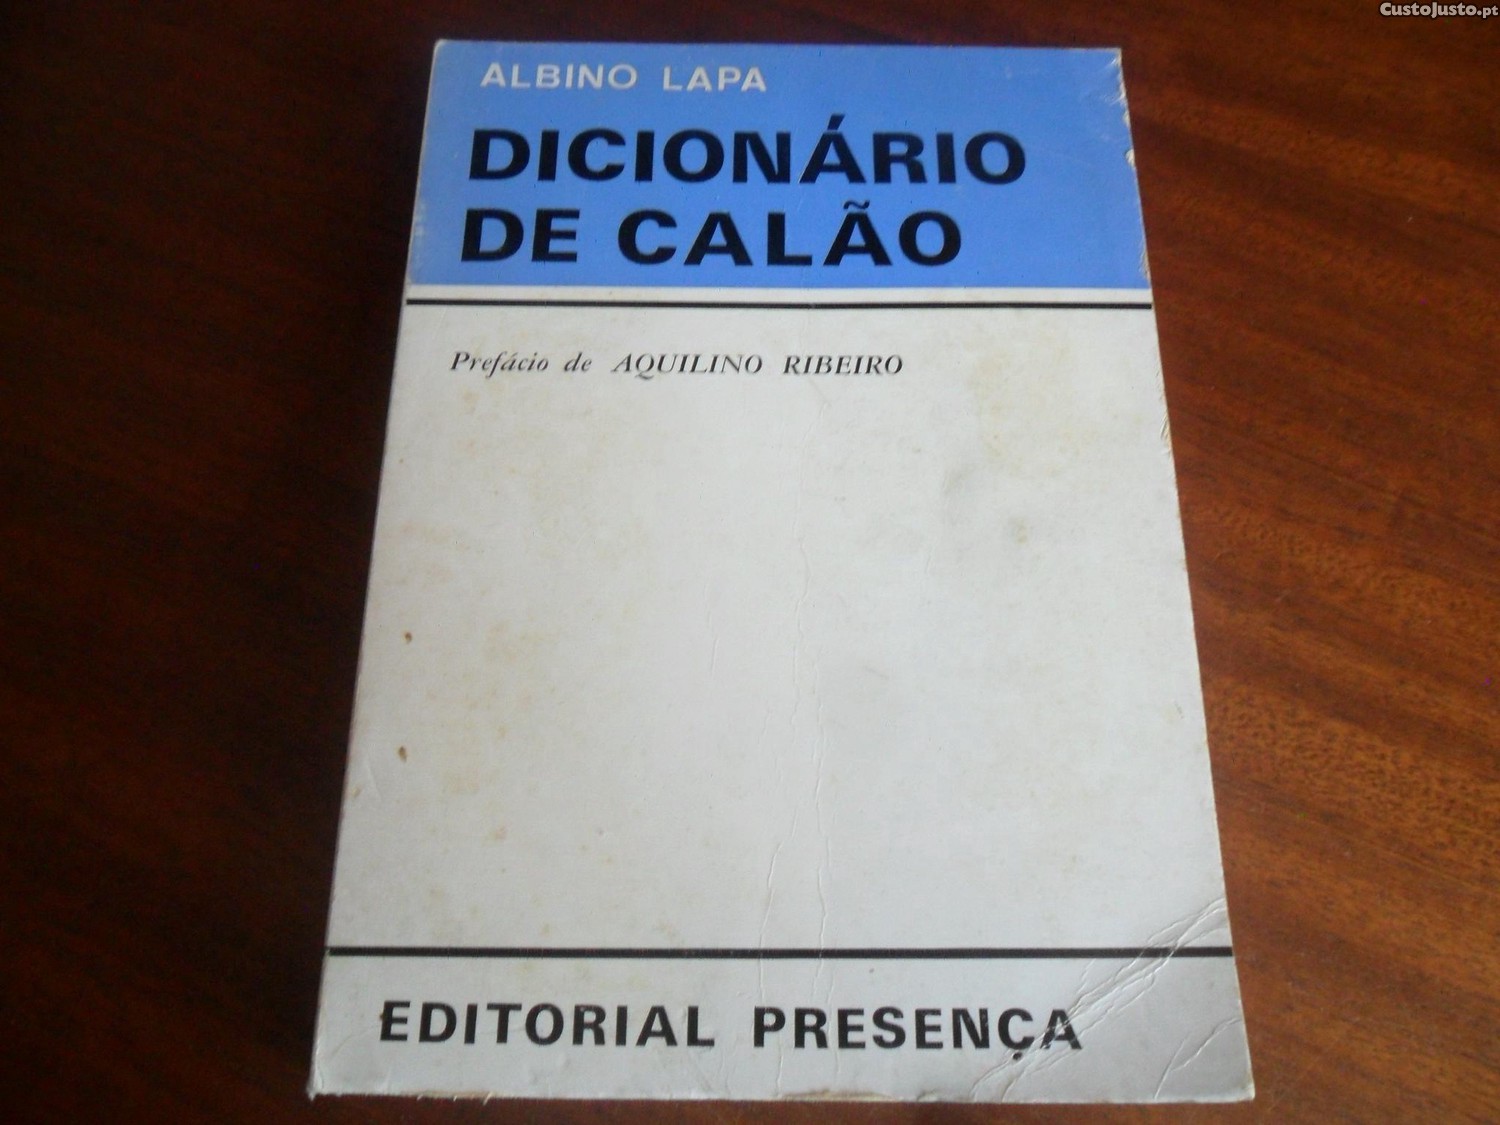 CustoJusto.pt
ALBINO LAPA
DICIONÁRIO
DE CALÃO
Prefácio de AQUILINO RIBEIRO
EDITORIAL PRESENÇA